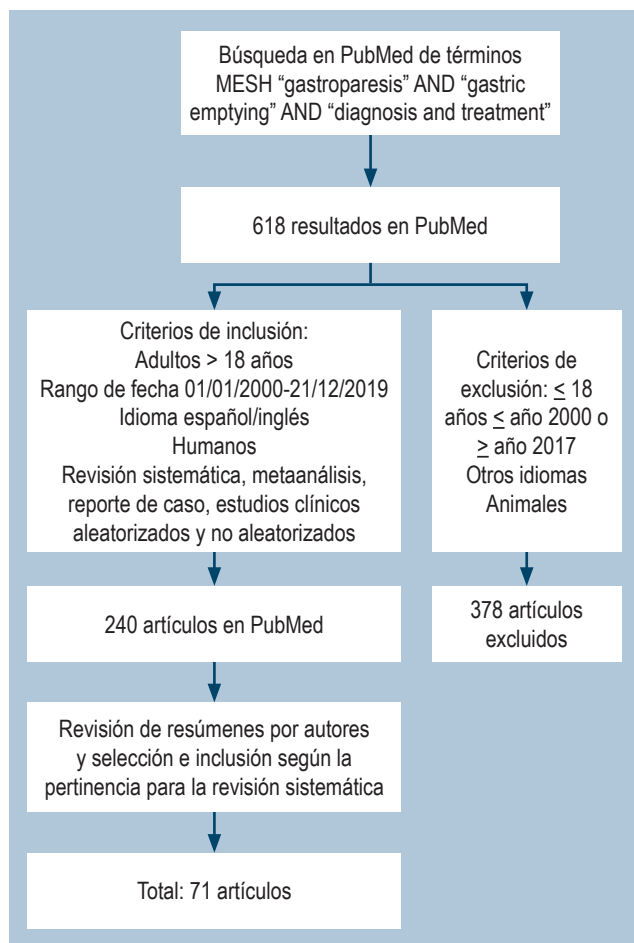 Búsqueda en PubMed de términos
MESH “gastroparesis” AND “gastric
emptying” AND “diagnosis and treatment”
618 resultados en PubMed
Criterios de inclusión:
Adultos > 18 años
Rango de fecha 01/01/2000-21/12/2019
Idioma español/inglés
Humanos
Revisión sistemática, metaanálisis,
reporte de caso, estudios clínicos
aleatorizados y no aleatorizados
Criterios de
exclusión: ≤ 18
años ≤ año 2000 o
≥ año 2017
Otros idiomas
Animales
240 artículos en PubMed
378 artículos
excluidos
Revisión de resúmenes por autores
y selección e inclusión según la
pertinencia para la revisión sistemática
Total: 71 artículos